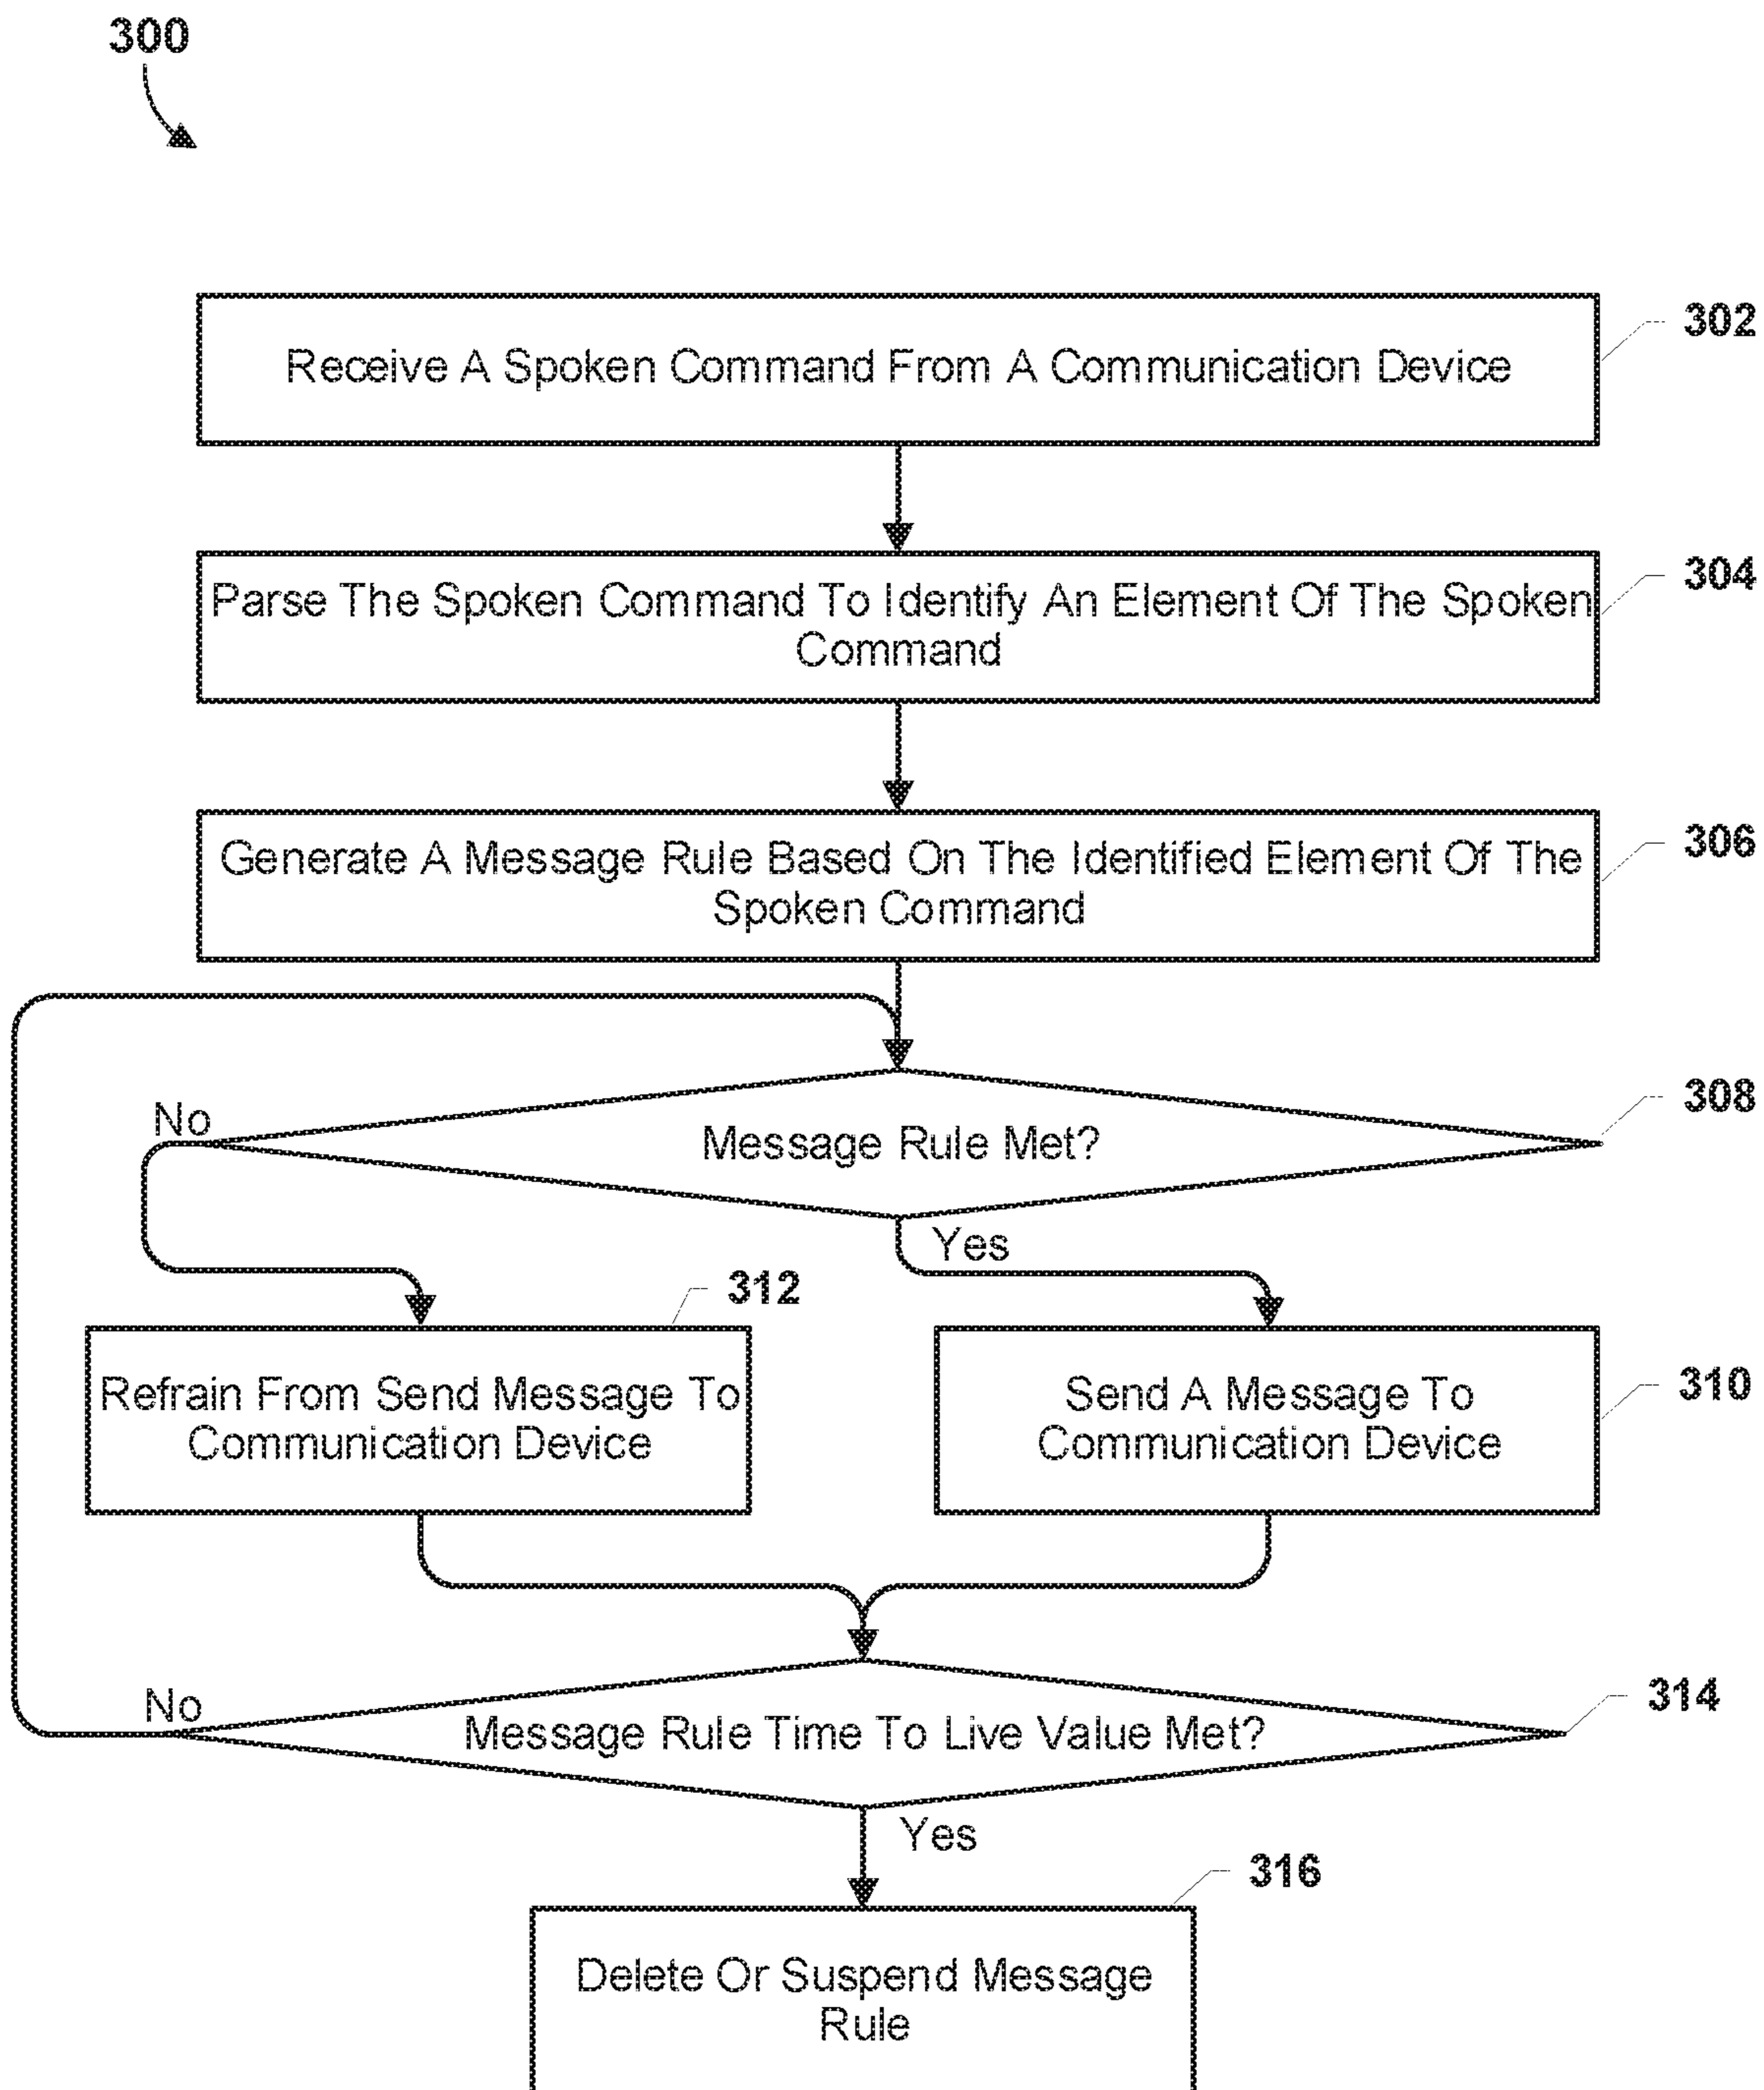 300
Receive A Spoken Command From A Communication Device
302
Parse The Spoken Command To Identify An Element Of The Spoken
Command
304
Generate A Message Rule Based On The Identified Element Of The
Spoken Command
306
Message Rule Met?
308
No
Yes
312
Refrain From Send Message To
Communication Device
Send A Message To
Communication Device
310
Message Rule Time To Live Value Met?
314
No
Yes
316
Delete Or Suspend Message
Rule